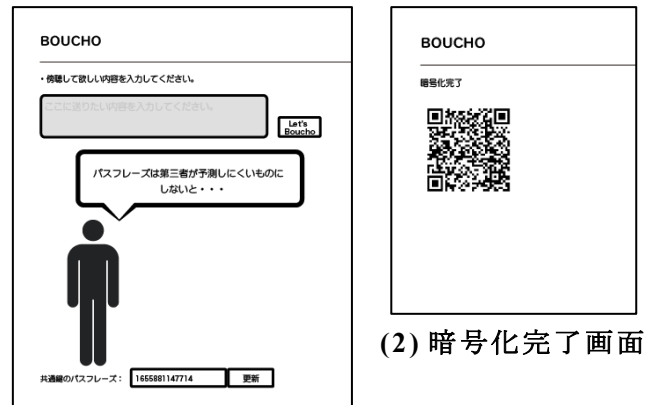 BOUCHO
・傍聴して欲しい内容を入力してください。
ここに送りたい内容を入力してください。
Let's
Boucho
パスフレーズは第三者が予測しにくいものに
しないと・・・
共通鍵のパスフレーズ：
1655881147714
更新
BOUCHO
暗号化完了
(2) 暗号化完了画面